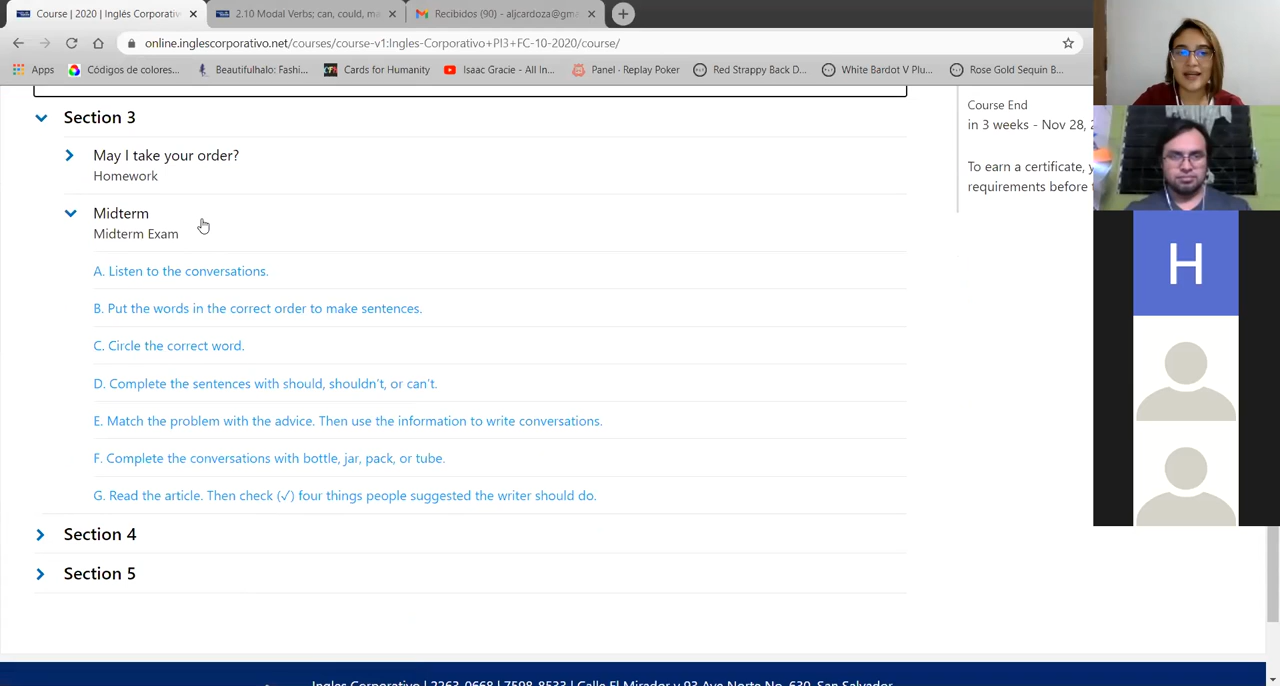 Course | 2020 | Inglés Corporativo
2.10 Modal Verbs; can, could, ma
Recibidos (90) - aljcardoza@gma
online.inglescorporativo.net/courses/course-v1:Ingles-Corporativo+PI3+FC-10-2020/course/
Apps
Códigos de colores...
Beautifulhalo: Fashi...
Cards for Humanity
Isaac Gracie - All In...
Panel · Replay Poker
Red Strappy Back D...
White Bardot V Plu...
Rose Gold Sequin B...
Section 3
May I take your order?
Homework
Midterm
Midterm Exam
A. Listen to the conversations.
B. Put the words in the correct order to make sentences.
C. Circle the correct word.
D. Complete the sentences with should, shouldn't, or can't.
E. Match the problem with the advice. Then use the information to write conversations.
F. Complete the conversations with bottle, jar, pack, or tube.
G. Read the article. Then check (✓) four things people suggested the writer should do.
Section 4
Section 5
Course End
in 3 weeks - Nov 28,
To earn a certificate,
requirements before
H
Ingles Corporativo | 2263-0668 | 7598-8533 | Calle El Mirador y 93 Ave Norte No. 630, San Salvador